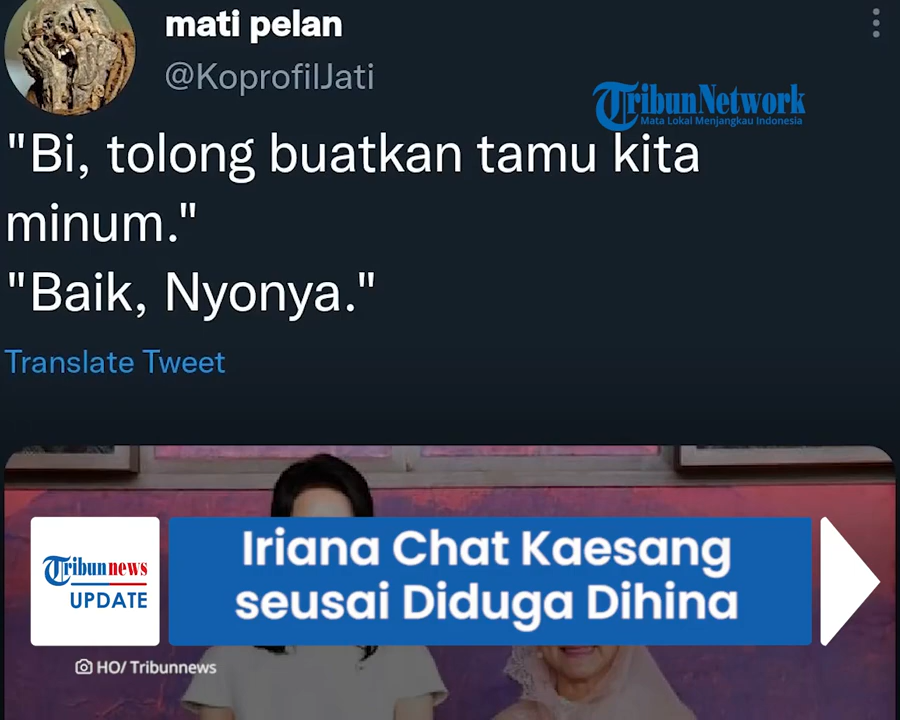 mati pelan
@KoprofilJati
TribunNetwork
Mata Lokal Menjangkau Indonesia
"Bi, tolong buatkan tamu kita
minum."
"Baik, Nyonya."
Translate Tweet
Iriana Chat Kaesang
seusai Diduga Dihina
Tribunnews
UPDATE
HO/ Tribunnews